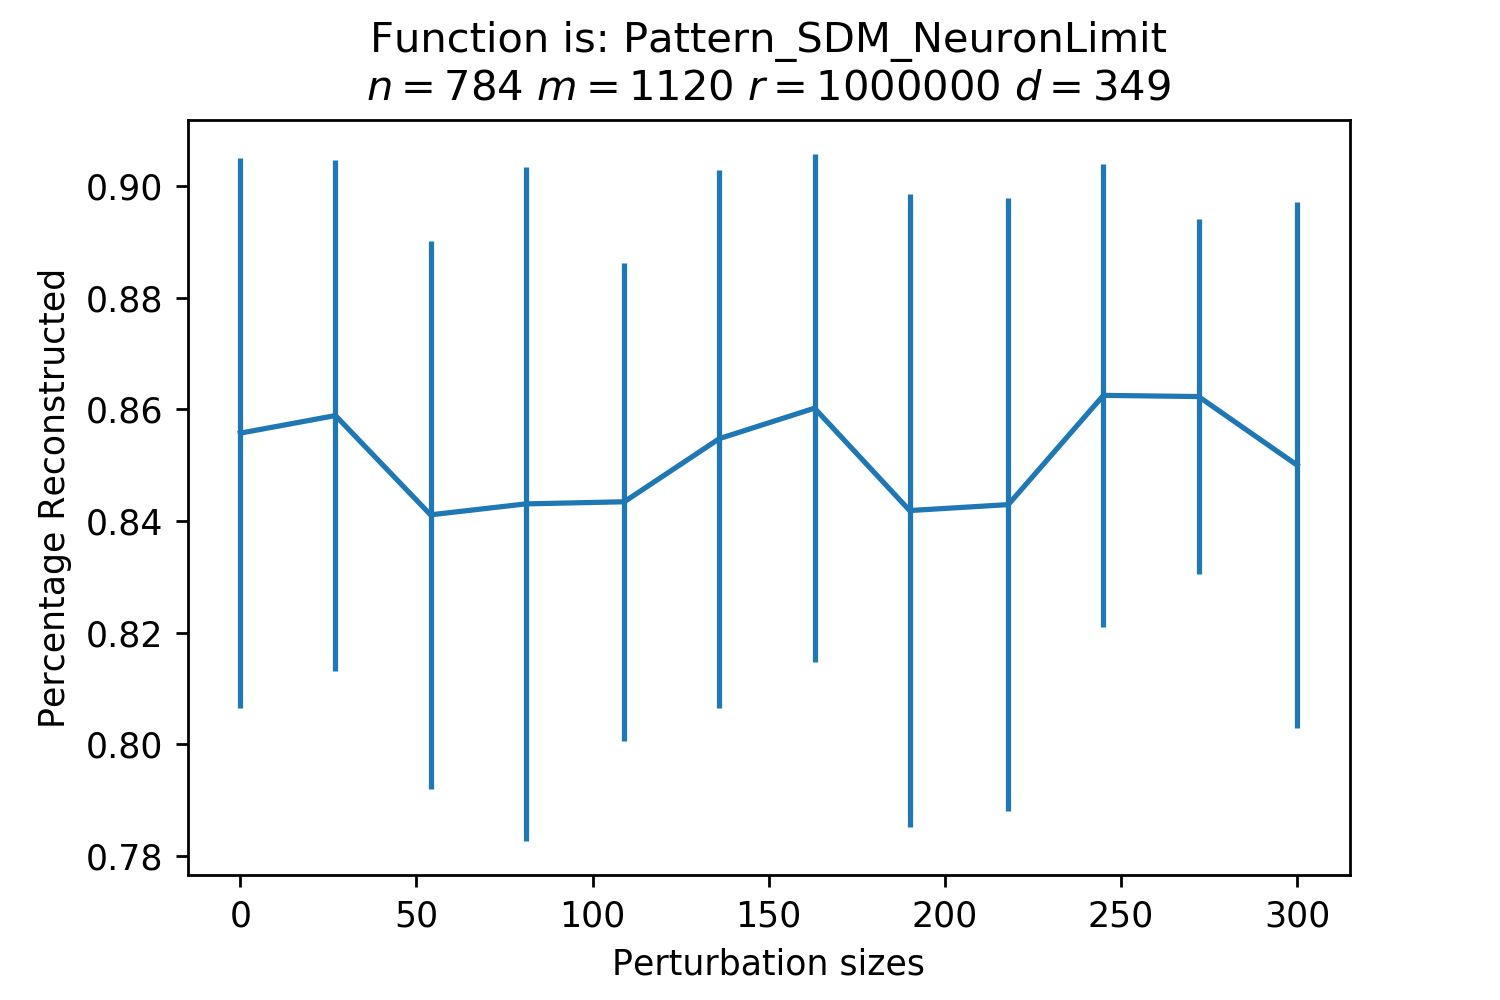 Function is: Pattern_SDM_NeuronLimit
n = 784 m = 1120 r = 1000000 d = 349
Percentage Reconstructed
0.90
0.88
0.86
0.84
0.82
0.80
0.78
0 50 100 150 200 250 300
Perturbation sizes